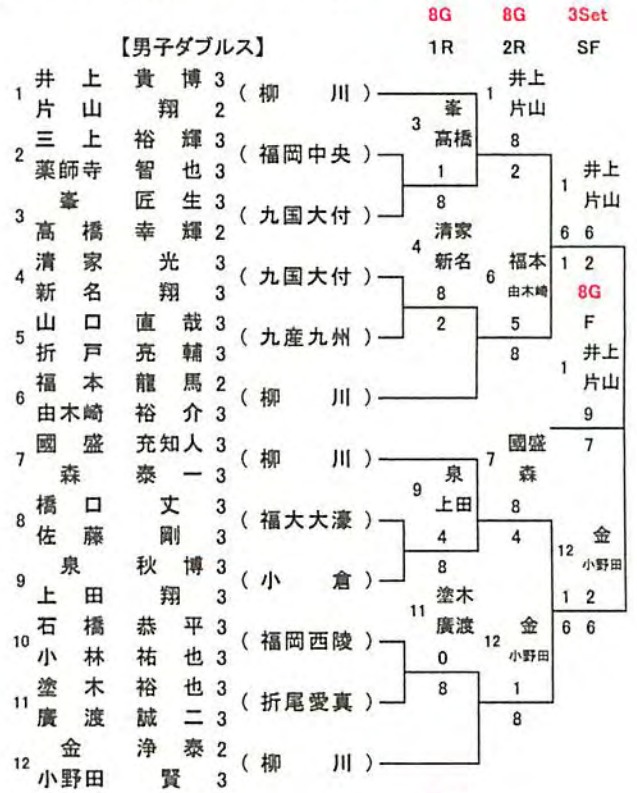 8G 8G 3Set
【男子ダブルス】 1R 2R SF
1 井上 貴博 3 (柳川)
片山 翔 2
2 三上 裕輝 3 (福岡中央)
薬師寺 智也 3
3 峯 匠生 3 (九国大付)
高橋 幸輝 2
4 清家 光 3 (九国大付)
新名 翔 3
5 山口 直哉 3 (九産九州)
折戸 亮輔 3
6 福本 龍馬 2 (柳川)
由木崎 裕介 3
7 國盛 充知人 3 (柳川)
森 泰一 3
8 橋口 丈 3 (福大大濠)
佐藤 剛 3
9 泉 秋博 3 (小倉)
上田 翔 3
10 石橋 恭平 3 (福岡西陵)
小林 祐也 3
11 塗木 裕也 3 (折尾愛真)
廣渡 誠二 3
12 金 浄泰 2 (柳川)
小野田 賢 3
3 峯
高橋
1
8
4 清家
新名
8
2
9 泉
上田
4
8
11 塗木
廣渡
0
8
1 井上
片山
8
2
6 福本
由木崎
5
8
7 國盛
森
8
4
12 金
小野田
1
8
1 井上
片山
6 6
1 2
8G
F
1 井上
片山
9
7
12 金
小野田
1 2
6 6